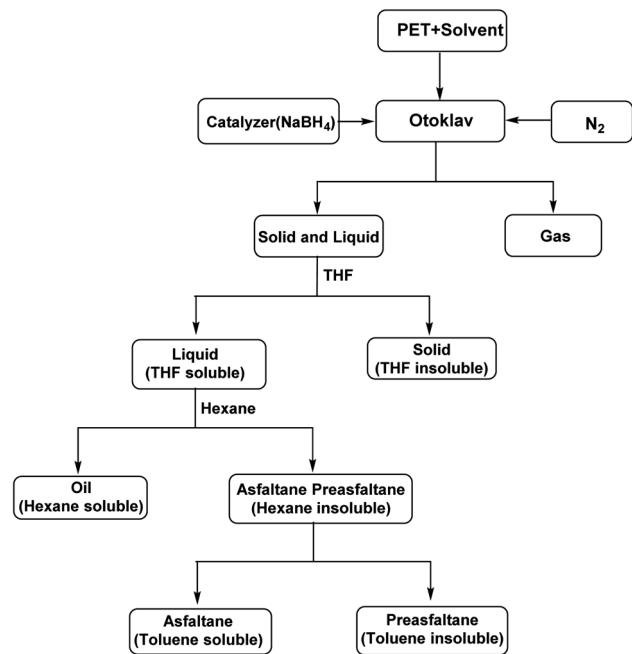 PET+Solvent
Catalyzer(NaBH4)
Otoklav
N2
Solid and Liquid
Gas
THF
Liquid
(THF soluble)
Solid
(THF insoluble)
Hexane
Oil
(Hexane soluble)
Asfaltane Preasfaltane
(Hexane insoluble)
Asfaltane
(Toluene soluble)
Preasfaltane
(Toluene insoluble)